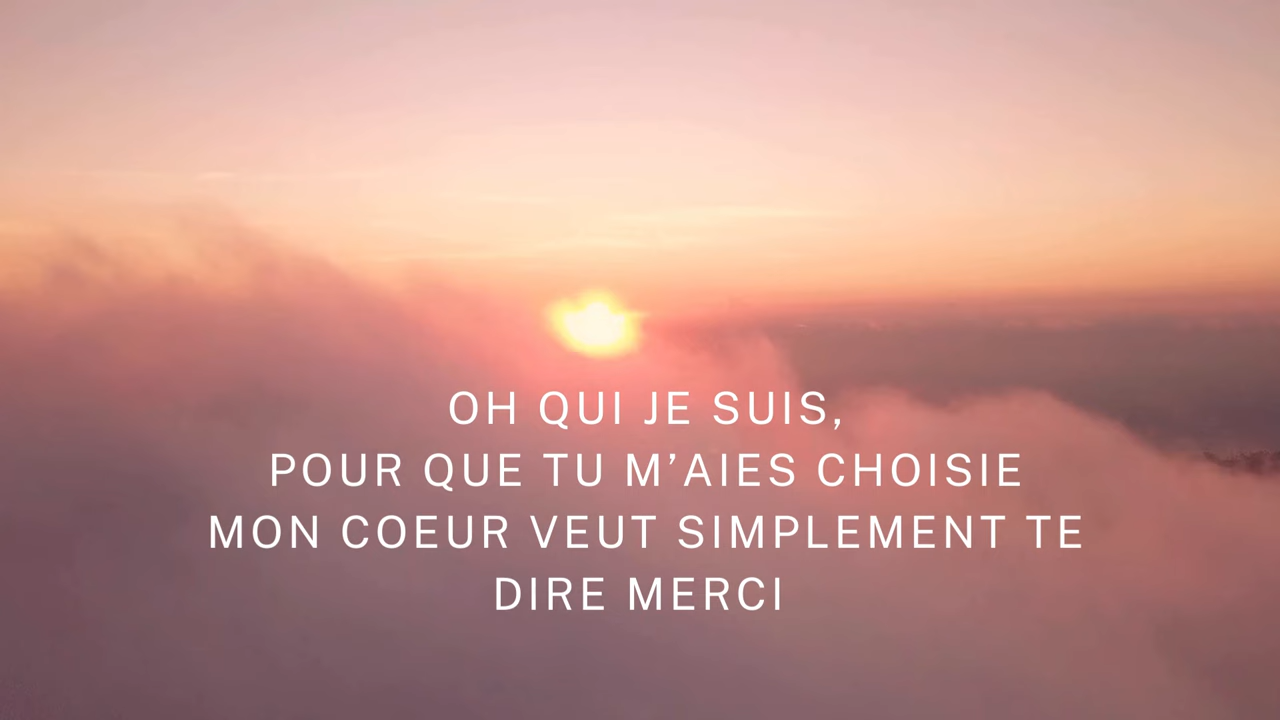 OH QUI JE SUIS,
POUR QUE TU M’AIES CHOISIE
MON COEUR VEUT SIMPLEMENT TE
DIRE MERCI